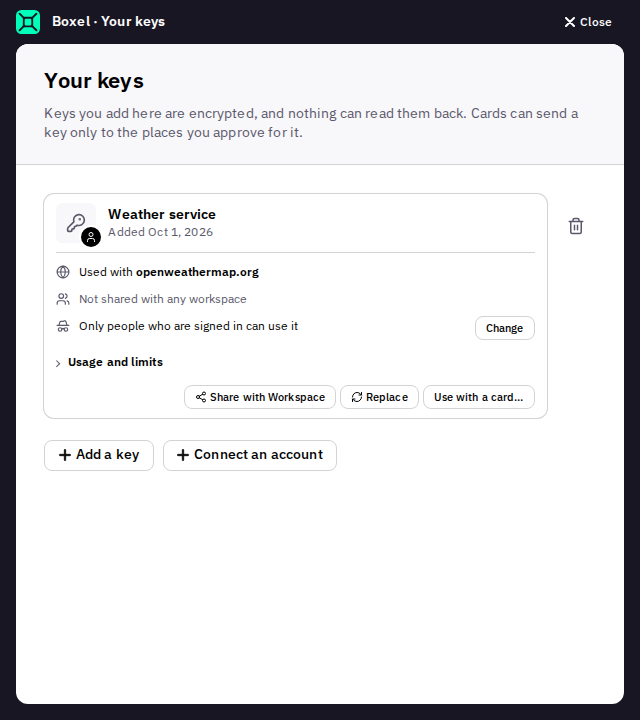 Boxel · Your keys
Close
Your keys
Keys you add here are encrypted, and nothing can read them back. Cards can send a
key only to the places you approve for it.
Weather service
Added Oct 1, 2026
Used with openweathermap.org
Not shared with any workspace
Only people who are signed in can use it
Change
Usage and limits
Share with Workspace
Replace
Use with a card...
Add a key
Connect an account